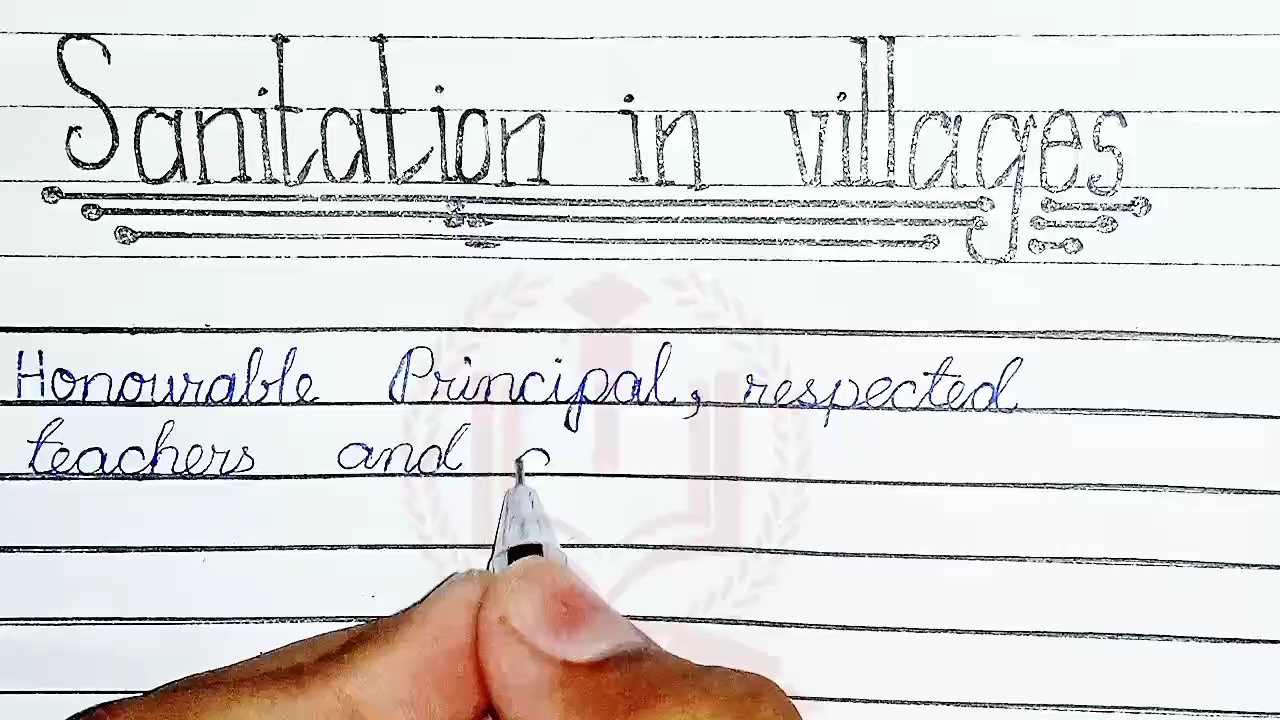 Sanitation in villages
Honourable Principal, respected
teachers and